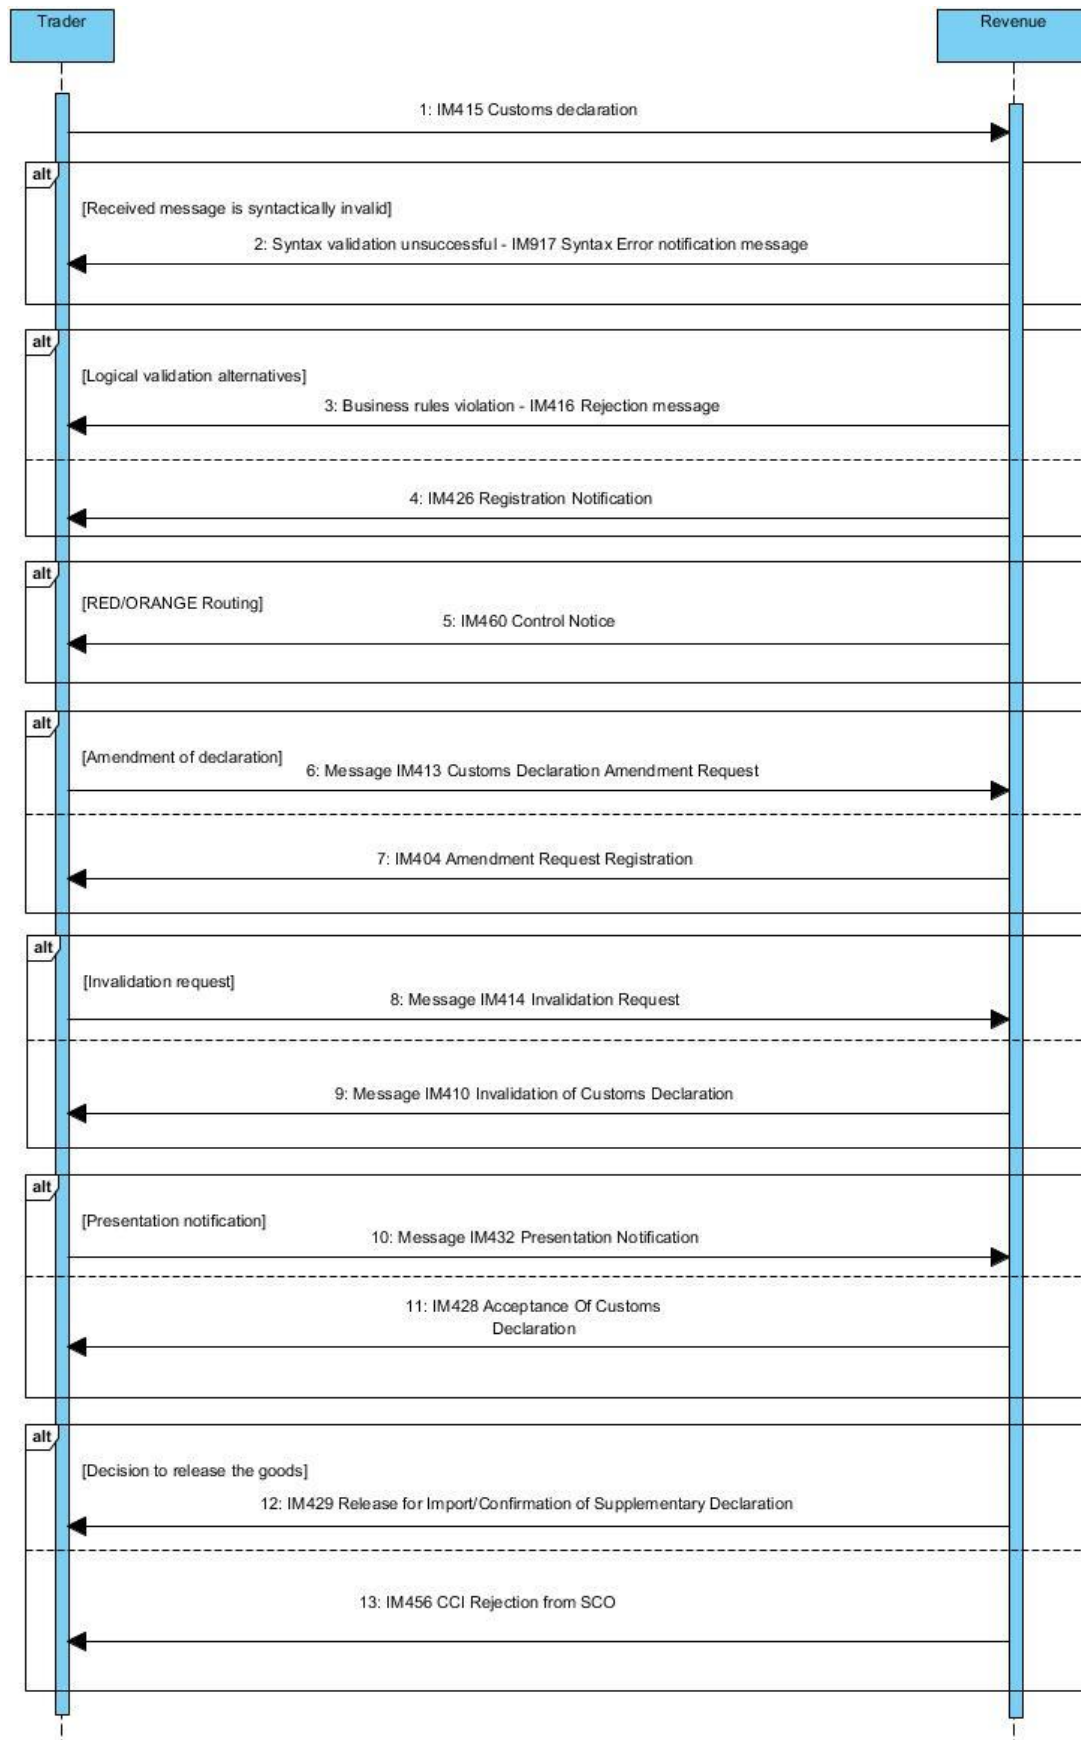 Trader
Revenue
1: IM415 Customs declaration
alt
[Received message is syntactically invalid]
2: Syntax validation unsuccessful - IM917 Syntax Error notification message
alt
[Logical validation alternatives]
3: Business rules violation - IM416 Rejection message
4: IM426 Registration Notification
alt
[RED/ORANGE Routing]
5: IM460 Control Notice
alt
[Amendment of declaration]
6: Message IM413 Customs Declaration Amendment Request
7: IM404 Amendment Request Registration
alt
[Invalidation request]
8: Message IM414 Invalidation Request
9: Message IM410 Invalidation of Customs Declaration
alt
[Presentation notification]
10: Message IM432 Presentation Notification
11: IM428 Acceptance Of Customs
Declaration
alt
[Decision to release the goods]
12: IM429 Release for Import/Confirmation of Supplementary Declaration
13: IM456 CCI Rejection from SCO